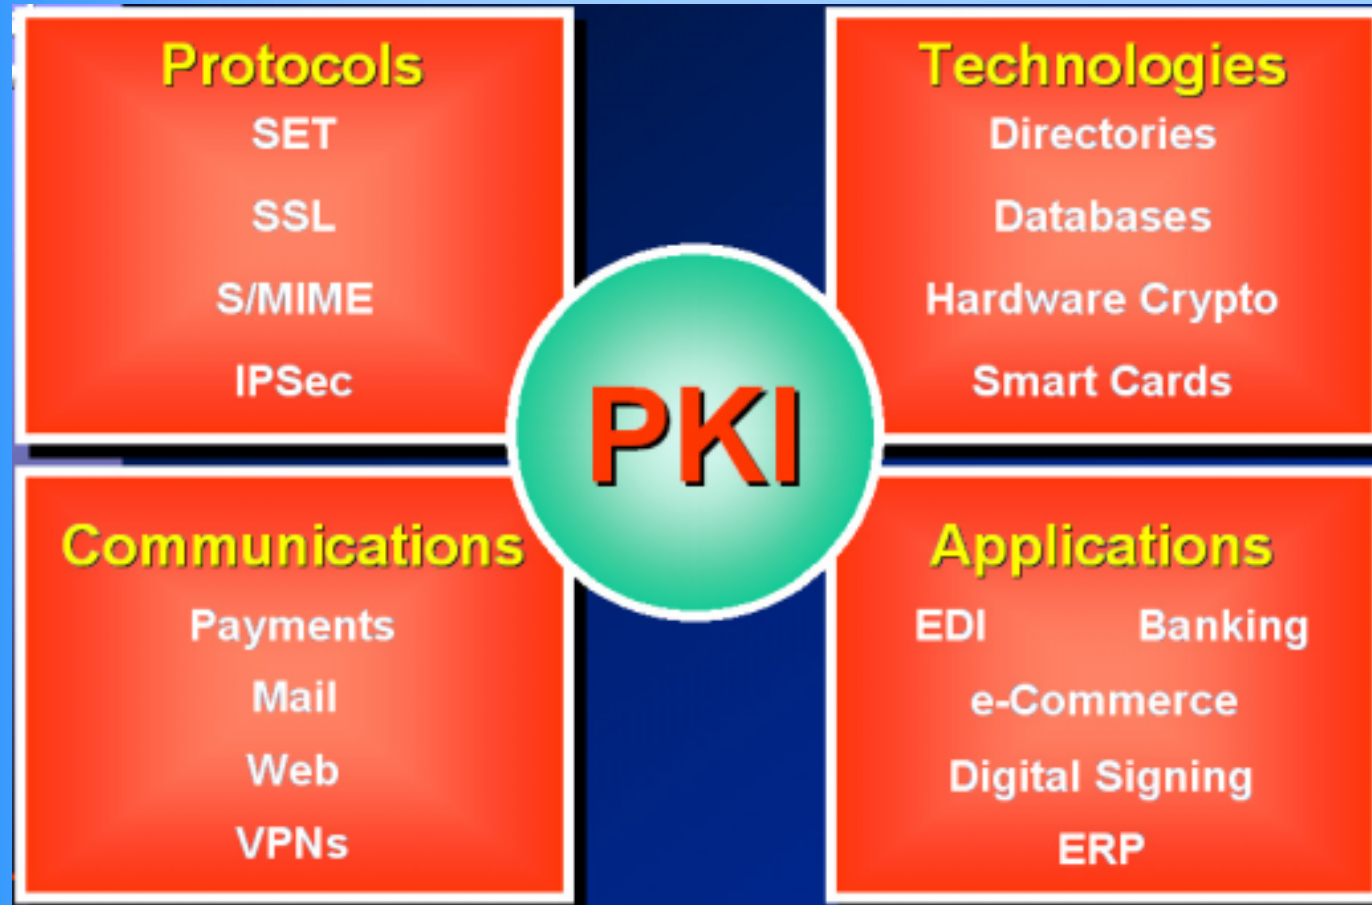 Protocols
SET
SSL
S/MIME
IPSec
Technologies
Directories
Databases
Hardware Crypto
Smart Cards
PKI
Communications
Payments
Mail
Web
VPNs
Applications
EDI Banking
e-Commerce
Digital Signing
ERP